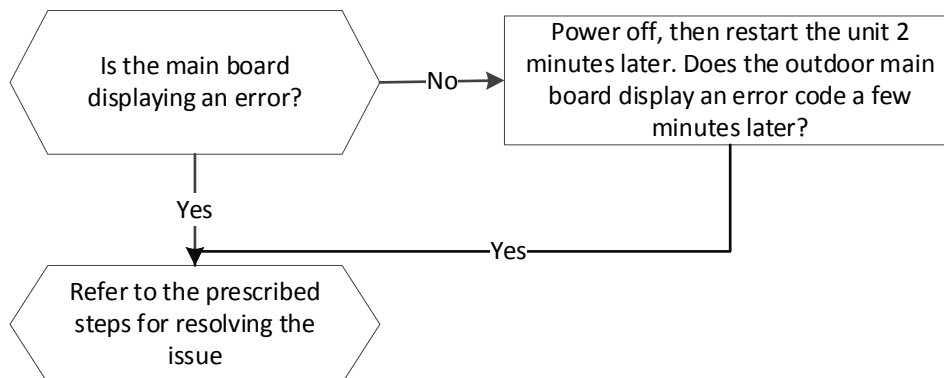 Is the main board
displaying an error?
No
Power off, then restart the unit 2
minutes later. Does the outdoor main
board display an error code a few
minutes later?
Yes
Yes
Refer to the prescribed
steps for resolving the
issue